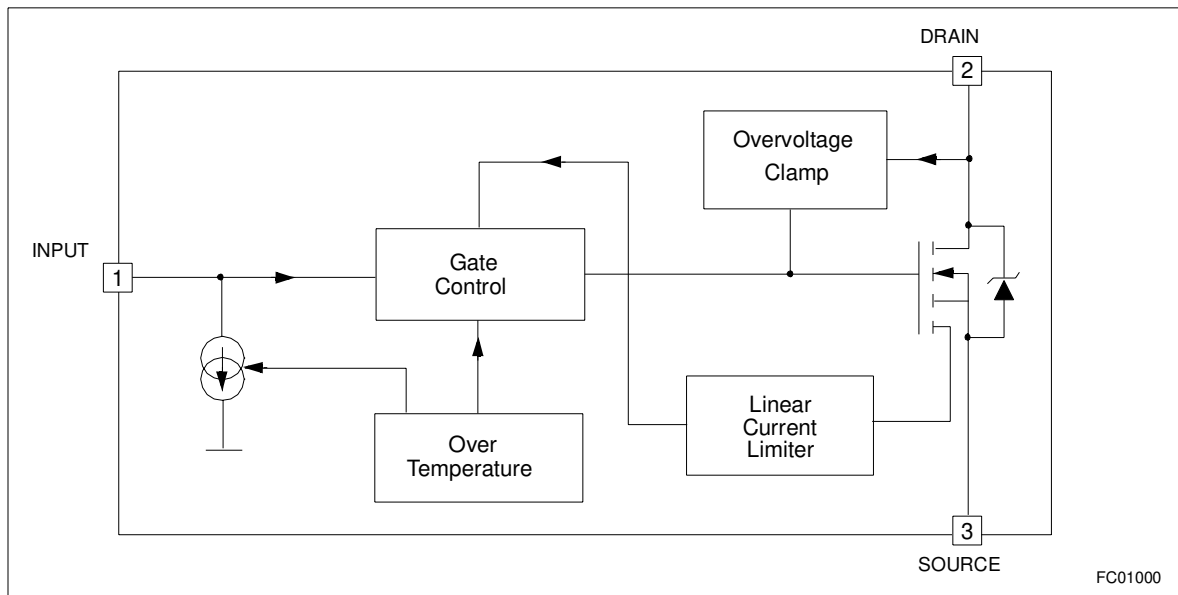 DRAIN
2
Overvoltage
Clamp
INPUT
1
Gate
Control
Over
Temperature
Linear
Current
Limiter
3
SOURCE
FC01000